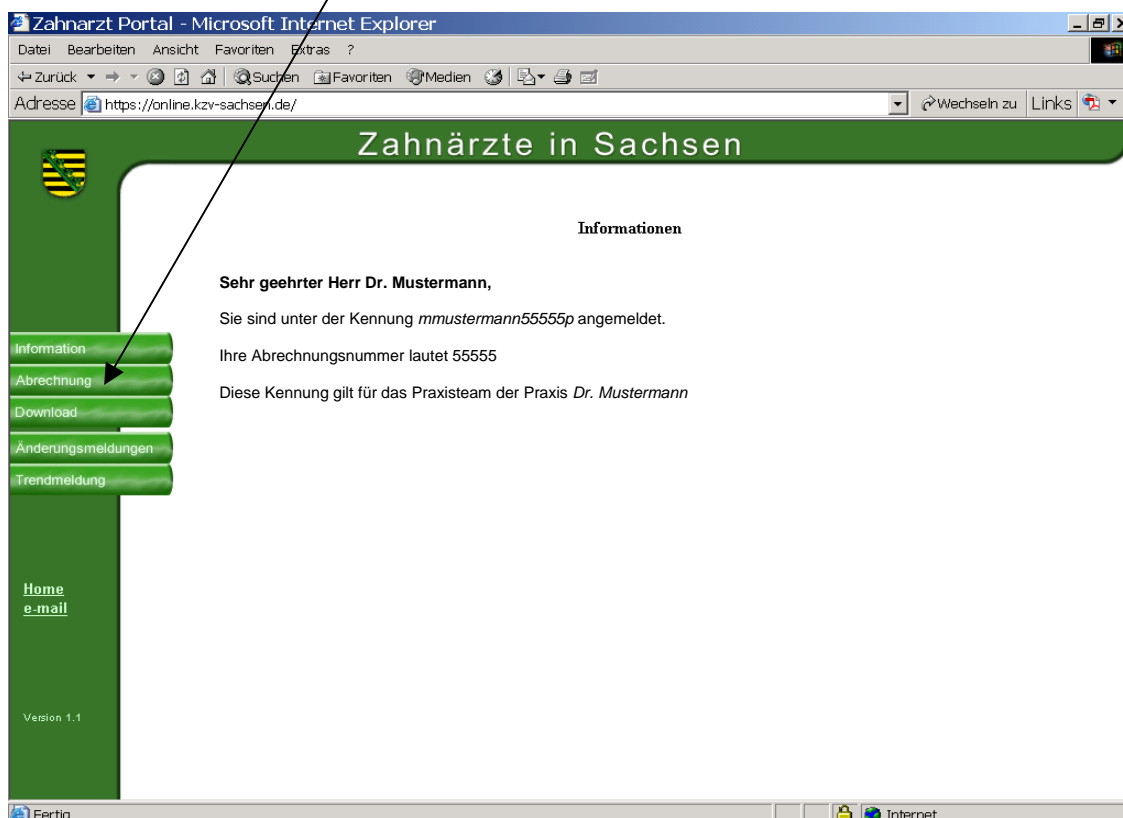 Zahnarzt Portal - Microsoft Internet Explorer
Datei Bearbeiten Ansicht Favoriten Extras ?
Zurück Suchen Favoriten Medien
Adresse https://online.kzv-sachsen.de/ Wechseln zu Links
Zahnärzte in Sachsen
Informationen
Sehr geehrter Herr Dr. Mustermann,
Sie sind unter der Kennung mmustermann55555p angemeldet.
Ihre Abrechnungsnummer lautet 55555
Diese Kennung gilt für das Praxisteam der Praxis Dr. Mustermann
Information
Abrechnung
Download
Änderungsmeldungen
Trendmeldung
Home
e-mail
Version 1.1
Fertig Internet